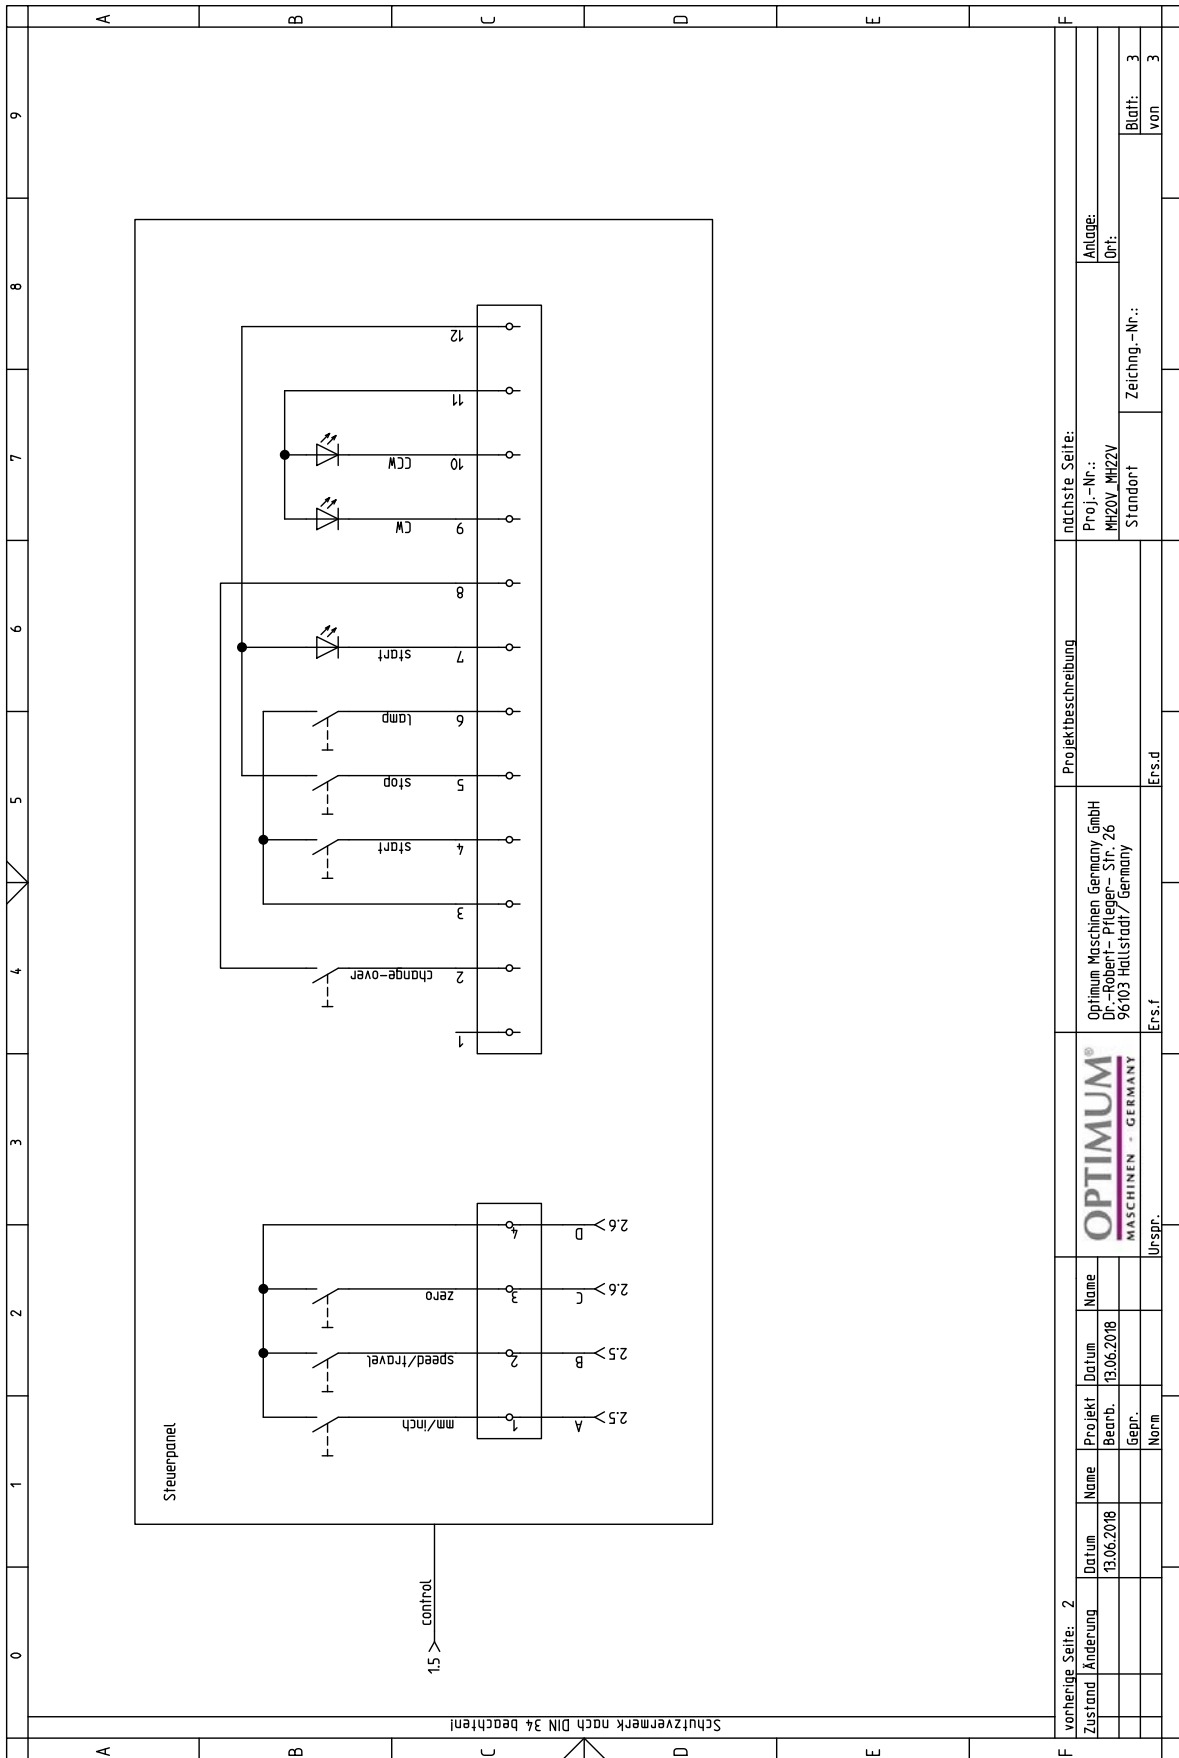 0 1 2 3 4 5 6 7 8 9
A
B
C
D
E
F
A
B
C
D
E
F
Schutzvermerk nach DIN 34 beachten!
Steuerpanel
1.5
control
mm/inch
speed/travel
zero
1 2 3 4
A B C D
2.5 2.5 2.6 2.6
change-over
start
stop
lamp
start
CW
CCW
1 2 3 4 5 6 7 8 9 10 11 12
vorherige Seite: 2
Zustand Änderung Datum Name
13.06.2018
Projekt Datum Name
Bearb. 13.06.2018
Gepr.
Norm
OPTIMUM®
MASCHINEN - GERMANY
Urspr.
Optimum Maschinen Germany GmbH
Dr.-Robert- Pfleger- Str. 26
96103 Hallstadt/ Germany
Ers.f
Ers.d
Projektbeschreibung
nächste Seite:
Proj.-Nr.:
MH20V_MH22V
Standort
Anlage:
Ort:
Zeichng.-Nr.:
Blatt: 3
von 3